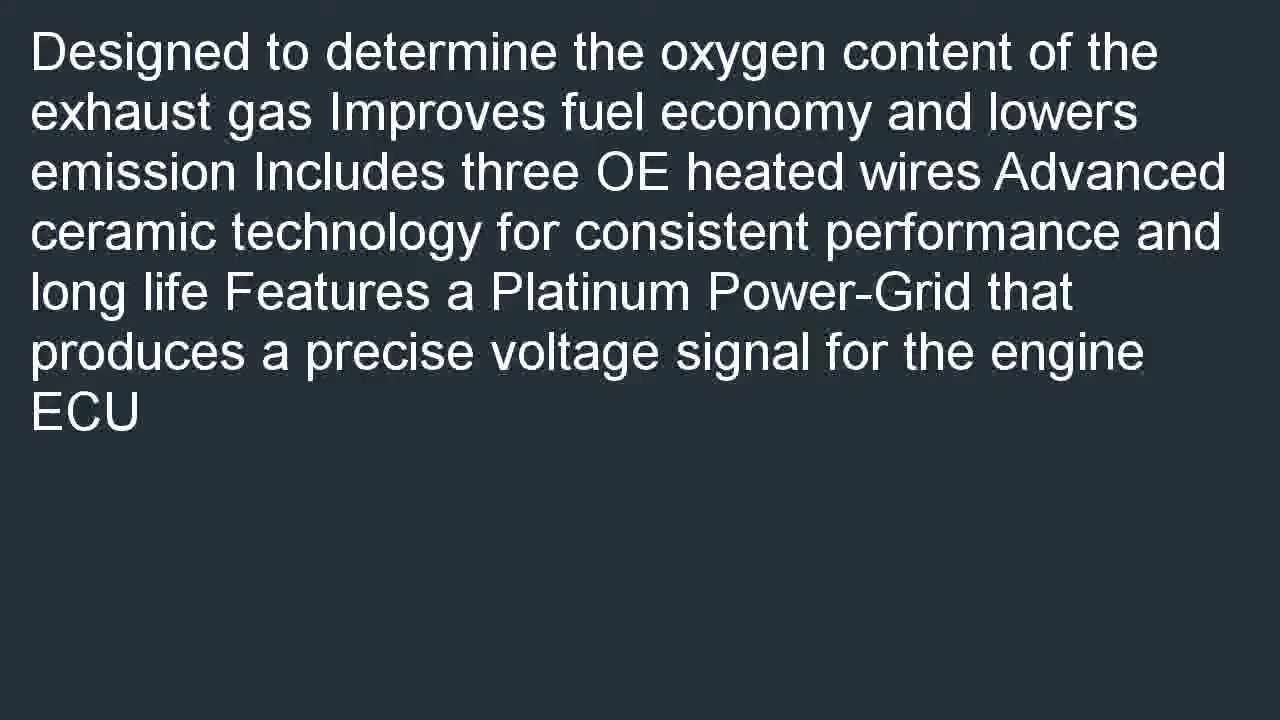 Designed to determine the oxygen content of the
exhaust gas Improves fuel economy and lowers
emission Includes three OE heated wires Advanced
ceramic technology for consistent performance and
long life Features a Platinum Power-Grid that
produces a precise voltage signal for the engine
ECU